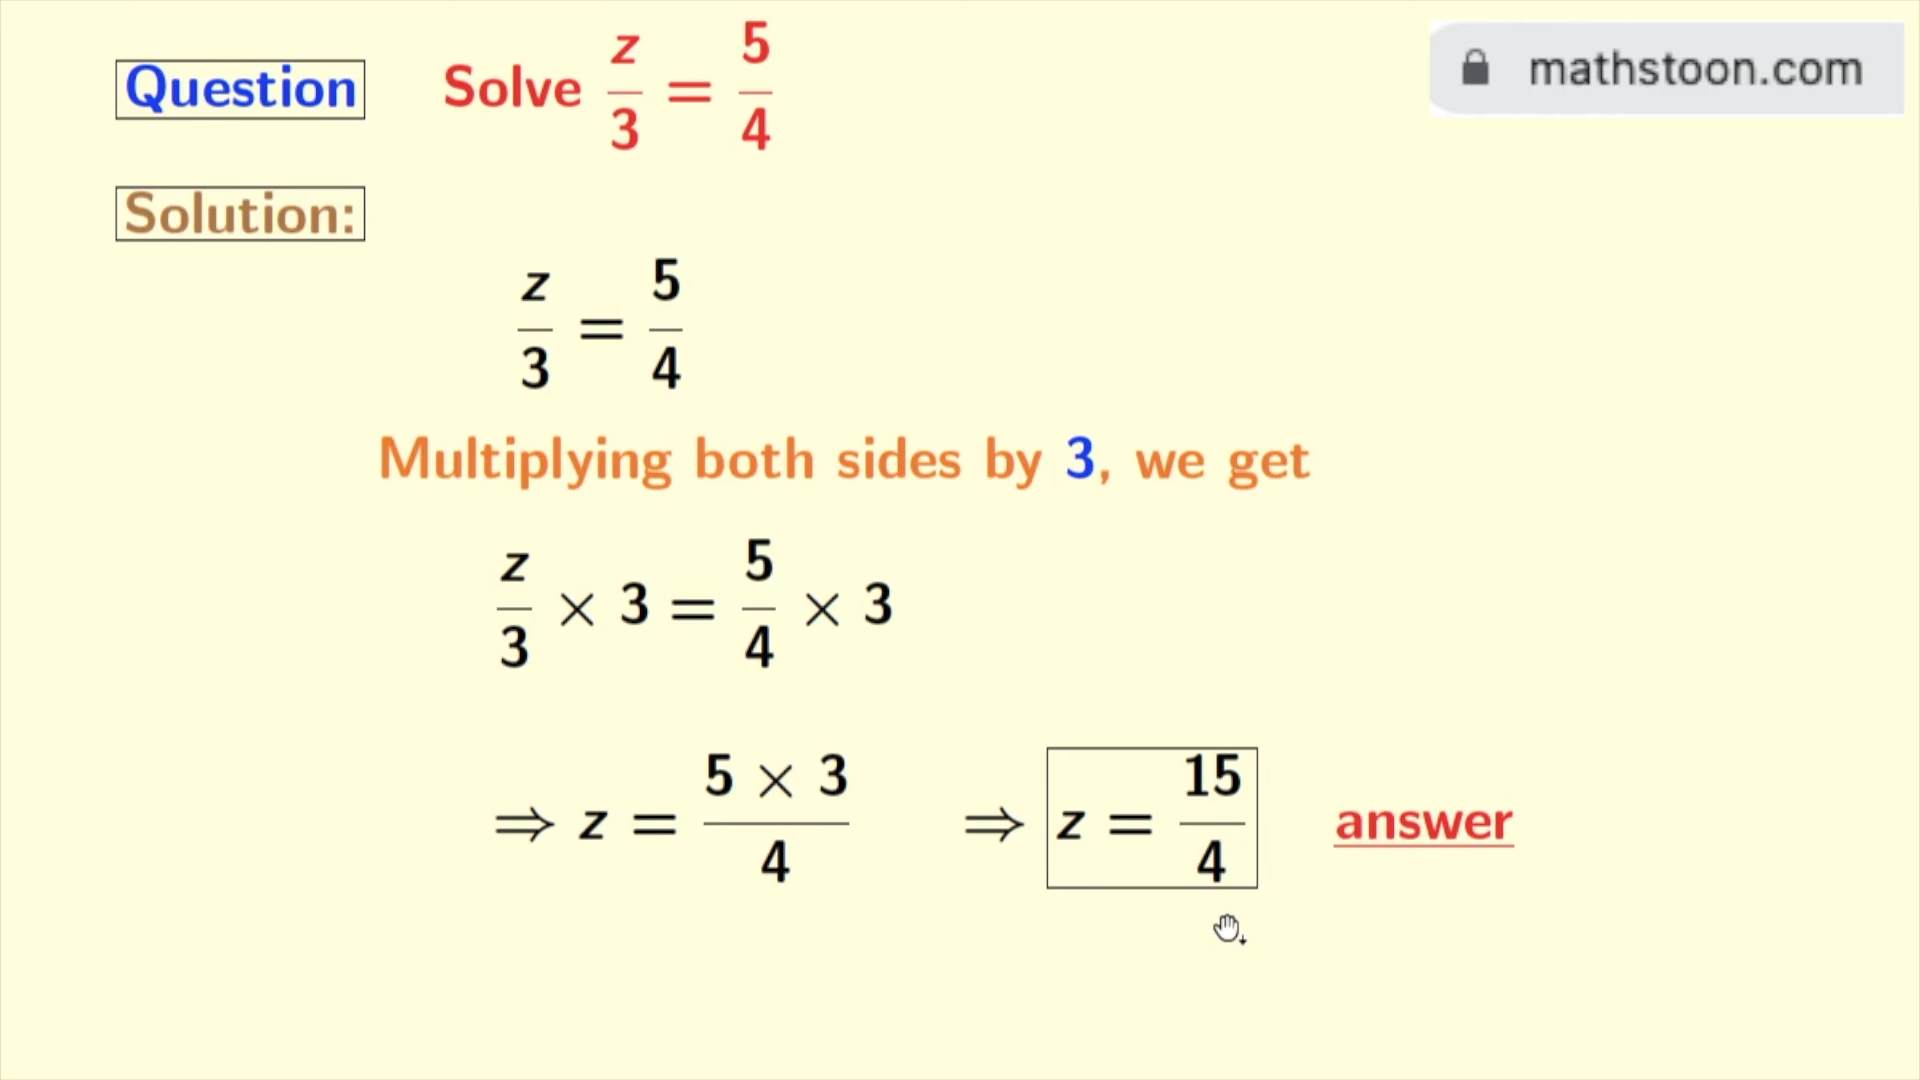 Question Solve z/3 = 5/4
mathstoon.com
Solution:
z/3 = 5/4
Multiplying both sides by 3, we get
z/3 × 3 = 5/4 × 3
⇒ z = (5 × 3)/4 ⇒ z = 15/4 answer